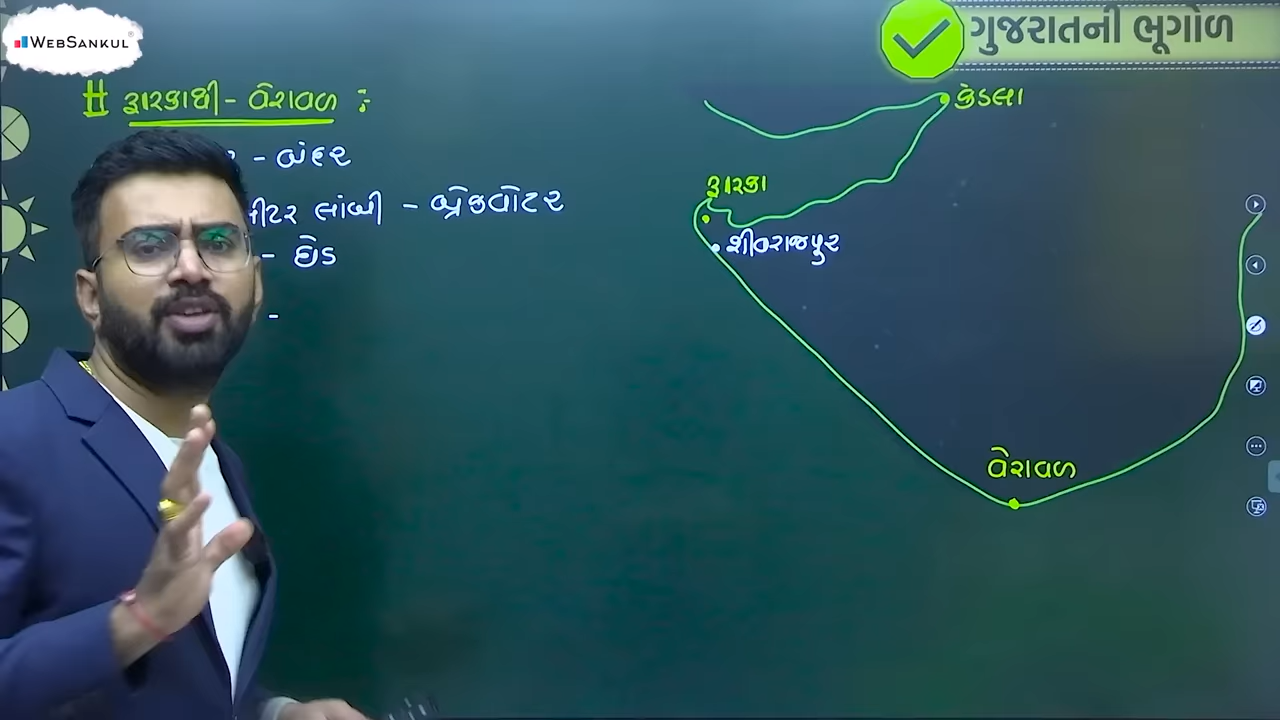 WEBSANKUL
ગુજરાતની ભૂગોળ
# દ્વારકાથી - વેરાવળ :-
- બંદર
મીટર લાંબી - બ્રેકવોટર
- ઘેડ
-
કંડલા
દ્વારકા
શીવરાજપુર
વેરાવળ